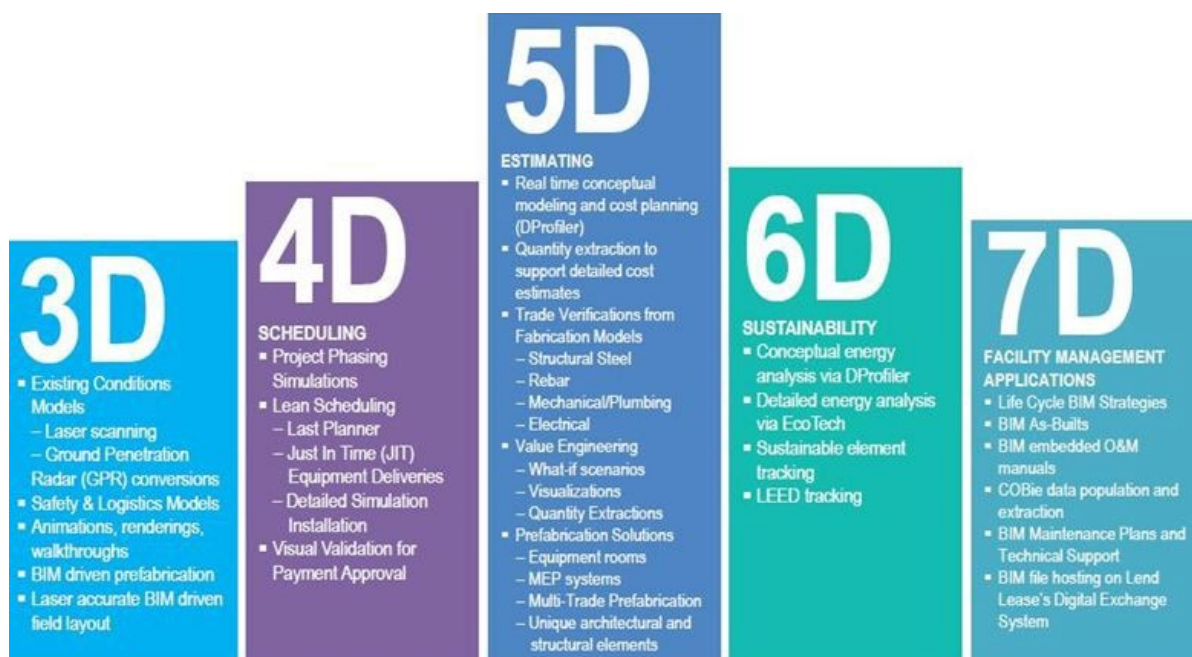 3D
▪ Existing Conditions
Models
– Laser scanning
– Ground Penetration
Radar (GPR) conversions
▪ Safety & Logistics Models
▪ Animations, renderings,
walkthroughs
▪ BIM driven prefabrication
▪ Laser accurate BIM driven
field layout
4D
SCHEDULING
▪ Project Phasing
Simulations
▪ Lean Scheduling
– Last Planner
– Just In Time (JIT)
Equipment Deliveries
– Detailed Simulation
Installation
▪ Visual Validation for
Payment Approval
5D
ESTIMATING
▪ Real time conceptual
modeling and cost planning
(DProfiler)
▪ Quantity extraction to
support detailed cost
estimates
▪ Trade Verifications from
Fabrication Models
– Structural Steel
– Rebar
– Mechanical/Plumbing
– Electrical
▪ Value Engineering
– What-if scenarios
– Visualizations
– Quantity Extractions
▪ Prefabrication Solutions
– Equipment rooms
– MEP systems
– Multi-Trade Prefabrication
– Unique architectural and
structural elements
6D
SUSTAINABILITY
▪ Conceptual energy
analysis via DProfiler
▪ Detailed energy analysis
via EcoTech
▪ Sustainable element
tracking
▪ LEED tracking
7D
FACILITY MANAGEMENT
APPLICATIONS
▪ Life Cycle BIM Strategies
▪ BIM As-Builts
▪ BIM embedded O&M
manuals
▪ COBie data population and
extraction
▪ BIM Maintenance Plans and
Technical Support
▪ BIM file hosting on Lend
Lease's Digital Exchange
System